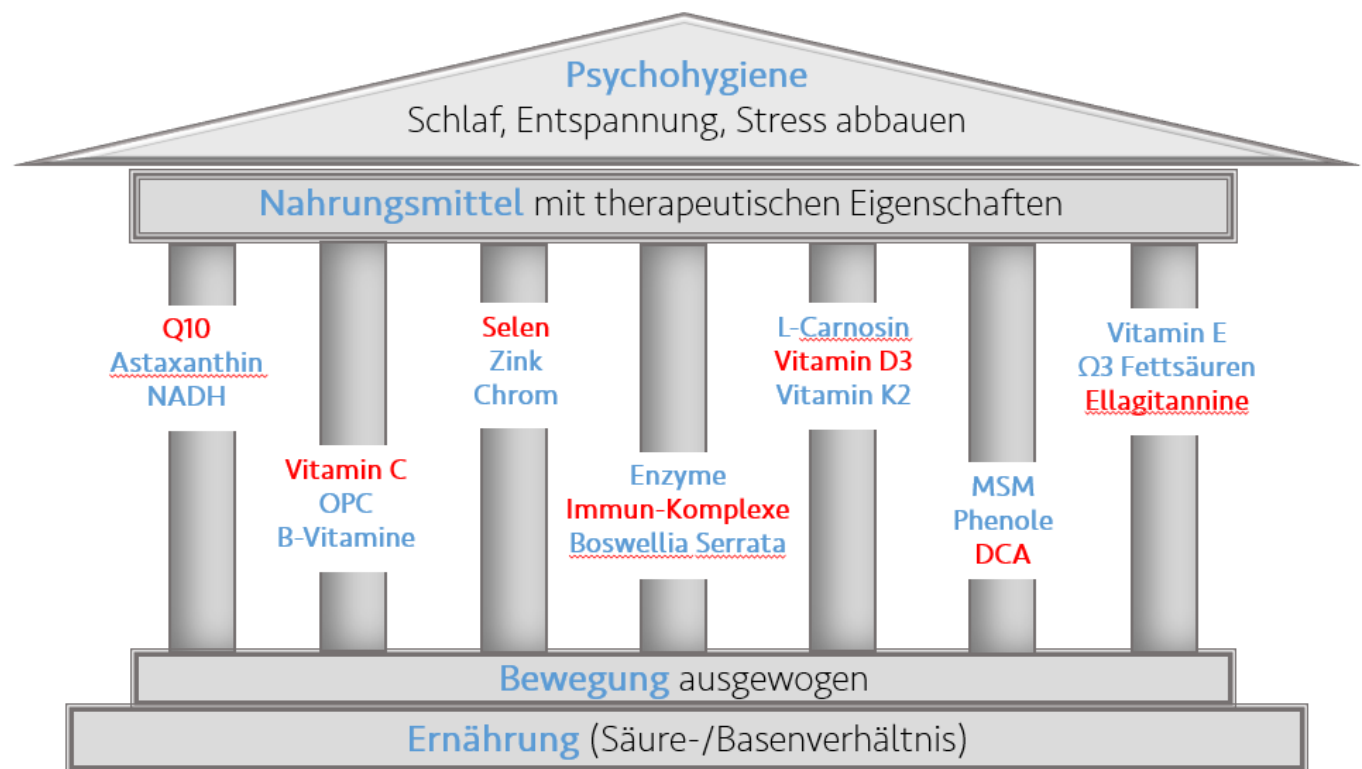 Psychohygiene
Schlaf, Entspannung, Stress abbauen
Nahrungsmittel mit therapeutischen Eigenschaften
Q10
Astaxanthin
NADH
Vitamin C
OPC
B-Vitamine
Selen
Zink
Chrom
Enzyme
Immun-Komplexe
Boswellia Serrata
L-Carnosin
Vitamin D3
Vitamin K2
MSM
Phenole
DCA
Vitamin E
Ω3 Fettsäuren
Ellagitannine
Bewegung ausgewogen
Ernährung (Säure-/Basenverhältnis)